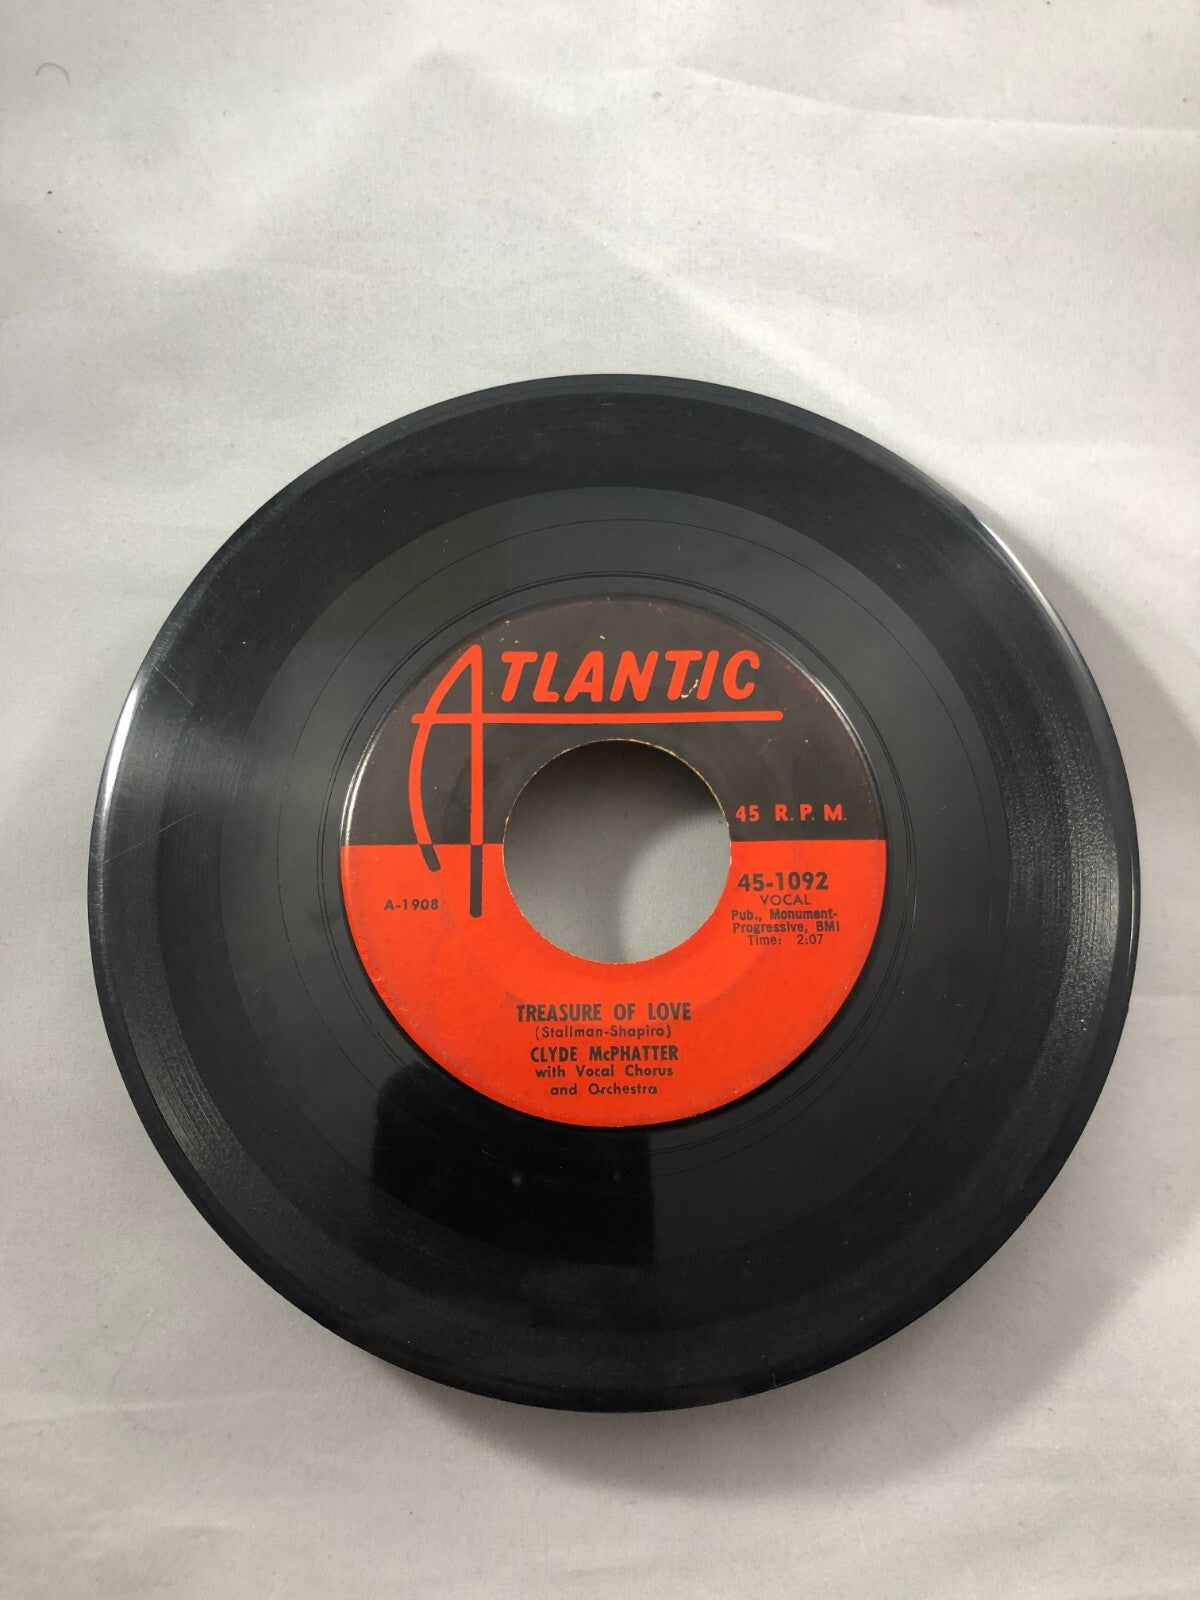 ATLANTIC
45 R.P.M.
A-1908
45-1092
VOCAL
Pub., Monument-
Progressive, BMI
Time: 2:07
TREASURE OF LOVE
(Stallman-Shapiro)
CLYDE McPHATTER
with Vocal Chorus
and Orchestra